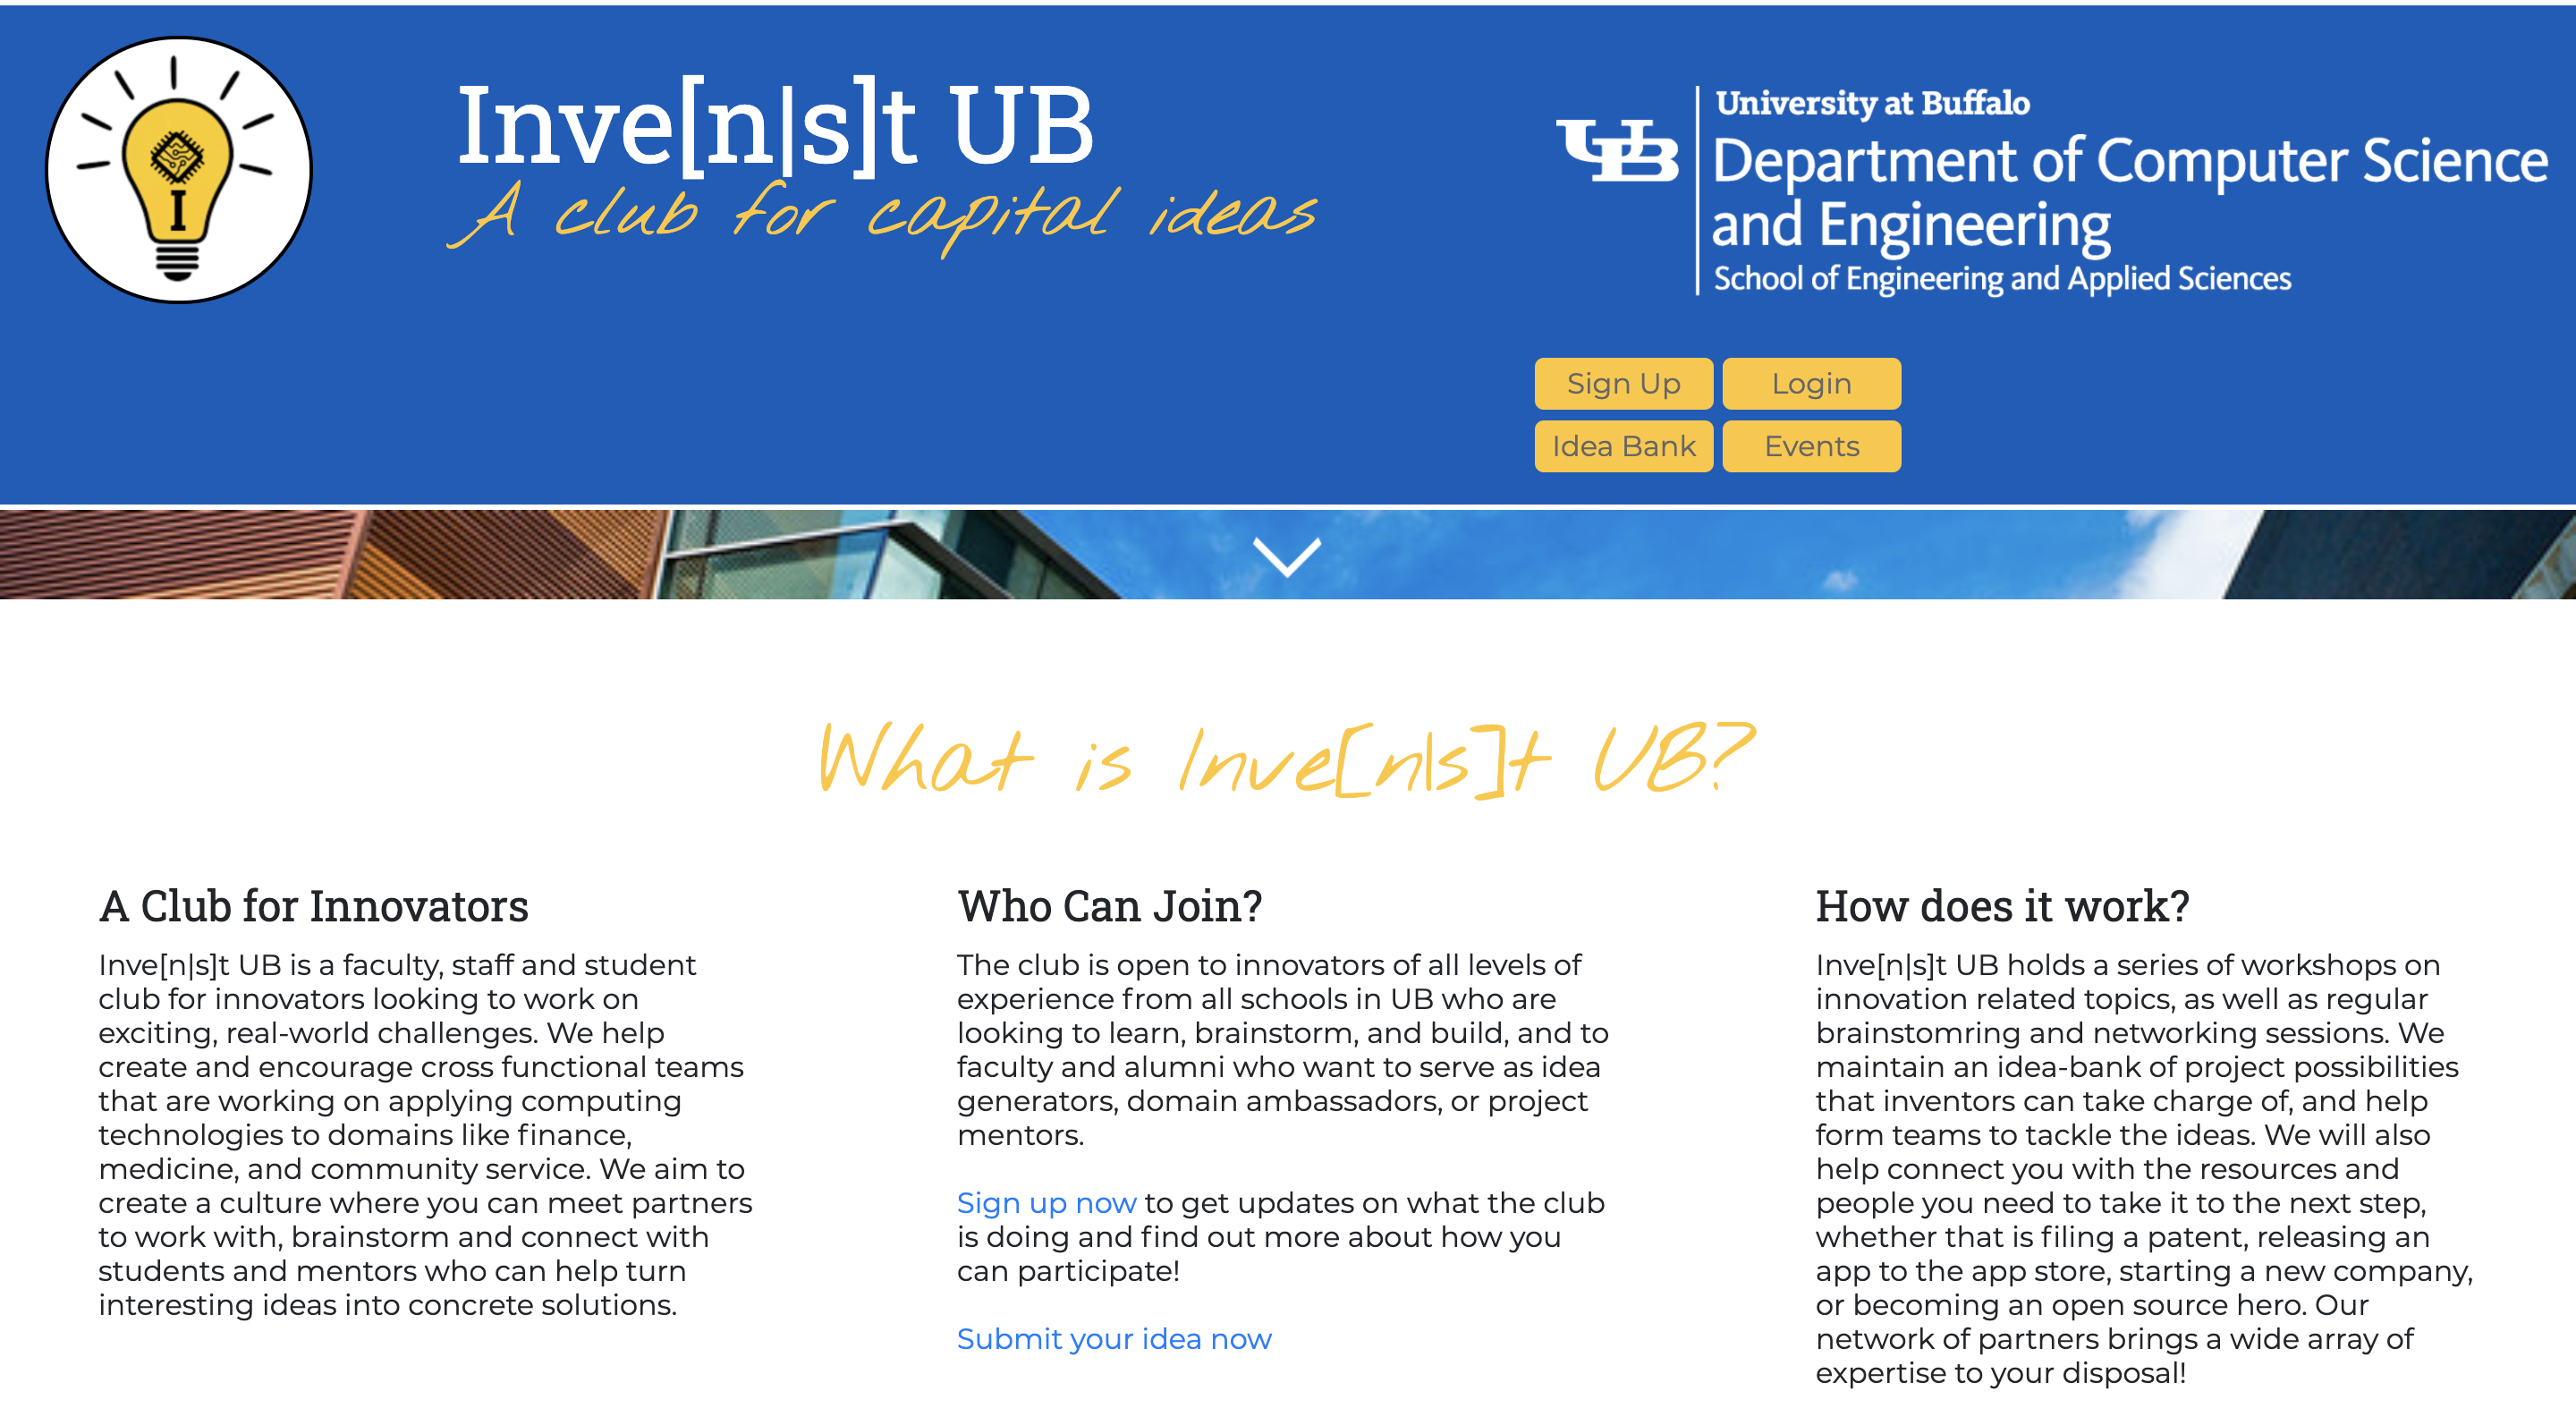 I
Inve[n|s]t UB
A club for capital ideas
UB
University at Buffalo
Department of Computer Science
and Engineering
School of Engineering and Applied Sciences
Sign Up
Login
Idea Bank
Events
What is Inve[n|s]t UB?
A Club for Innovators
Inve[n|s]t UB is a faculty, staff and student
club for innovators looking to work on
exciting, real-world challenges. We help
create and encourage cross functional teams
that are working on applying computing
technologies to domains like finance,
medicine, and community service. We aim to
create a culture where you can meet partners
to work with, brainstorm and connect with
students and mentors who can help turn
interesting ideas into concrete solutions.
Who Can Join?
The club is open to innovators of all levels of
experience from all schools in UB who are
looking to learn, brainstorm, and build, and to
faculty and alumni who want to serve as idea
generators, domain ambassadors, or project
mentors.
Sign up now to get updates on what the club
is doing and find out more about how you
can participate!
Submit your idea now
How does it work?
Inve[n|s]t UB holds a series of workshops on
innovation related topics, as well as regular
brainstomring and networking sessions. We
maintain an idea-bank of project possibilities
that inventors can take charge of, and help
form teams to tackle the ideas. We will also
help connect you with the resources and
people you need to take it to the next step,
whether that is filing a patent, releasing an
app to the app store, starting a new company,
or becoming an open source hero. Our
network of partners brings a wide array of
expertise to your disposal!